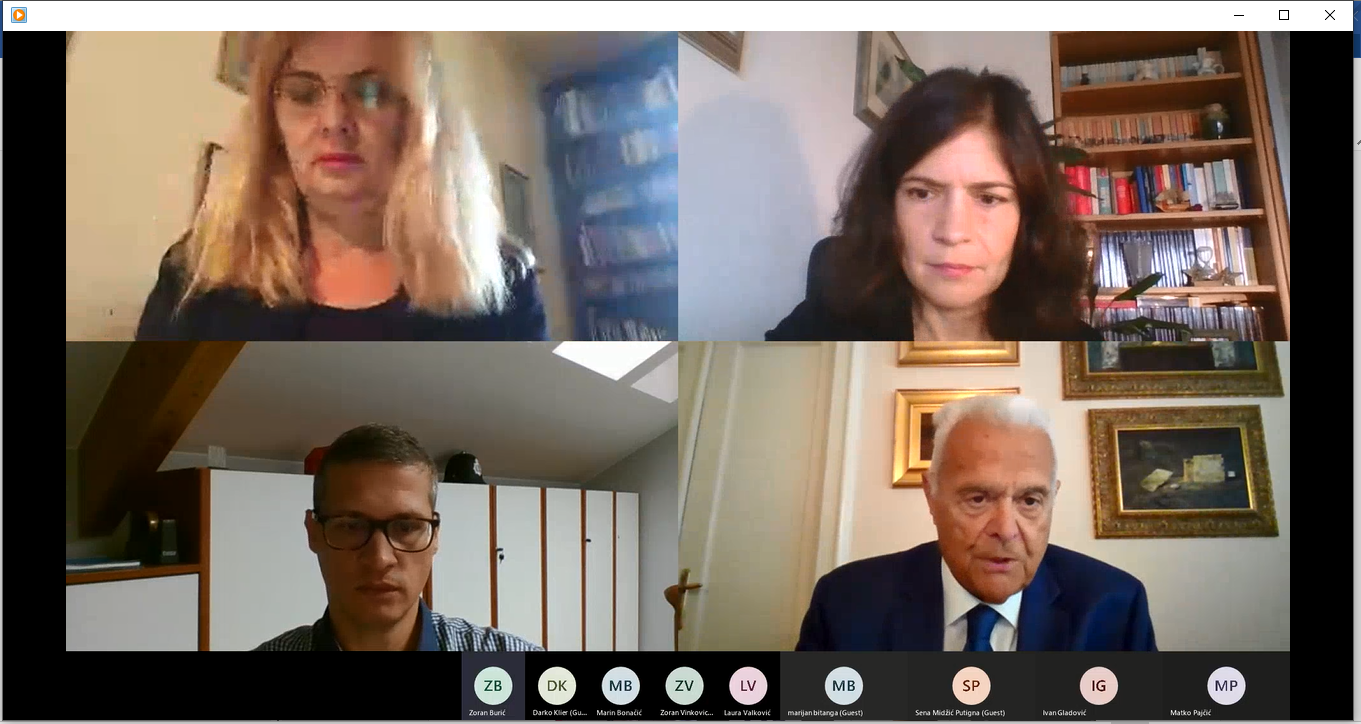 ZB
DK
MB
ZV
LV
MB
SP
IG
MP
Zoran Burić
Darko Klier (Gu...
Marin Bonačić
Zoran Vinkovic...
Laura Valković
marijan bitanga (Guest)
Sena Midžić Putigna (Guest)
Ivan Gladović
Matko Pajčić